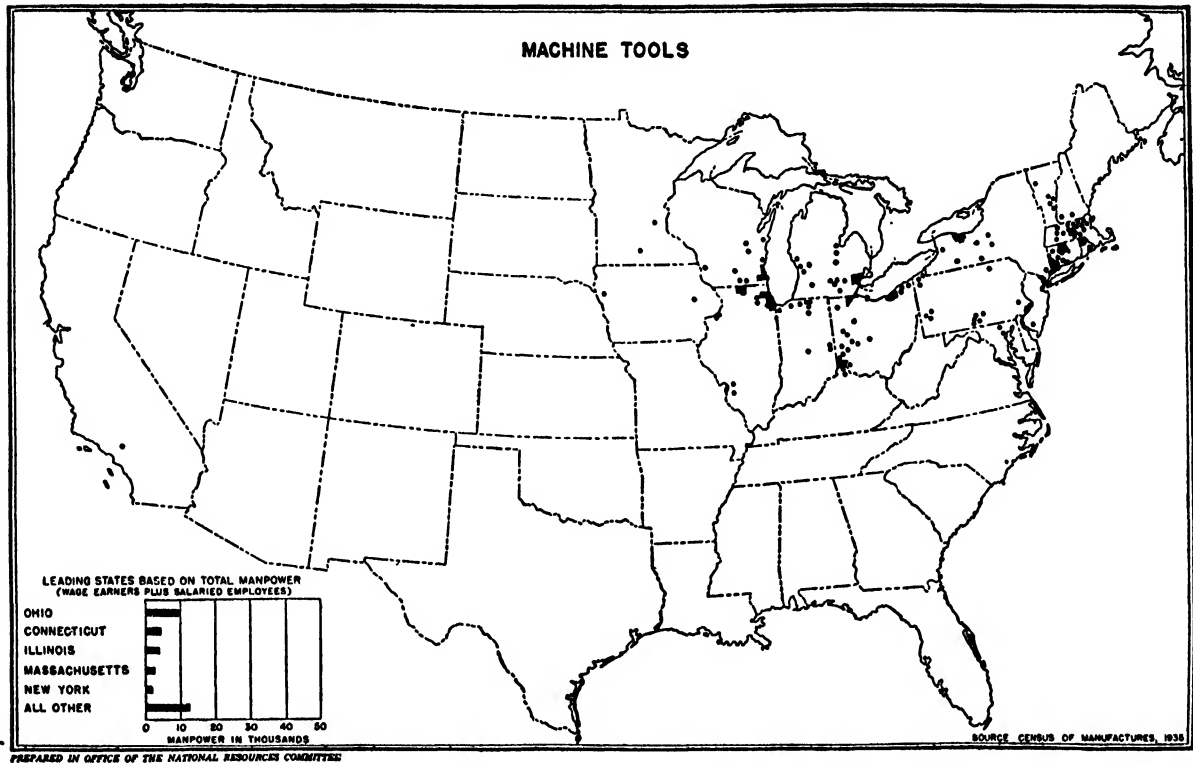 MACHINE TOOLS
LEADING STATES BASED ON TOTAL MANPOWER
(WAGE EARNERS PLUS SALARIED EMPLOYEES)
OHIO
CONNECTICUT
ILLINOIS
MASSACHUSETTS
NEW YORK
ALL OTHER
0 10 20 30 40 50
MANPOWER IN THOUSANDS
SOURCE CENSUS OF MANUFACTURES, 1935
PREPARED IN OFFICE OF THE NATIONAL RESOURCES COMMITTEE